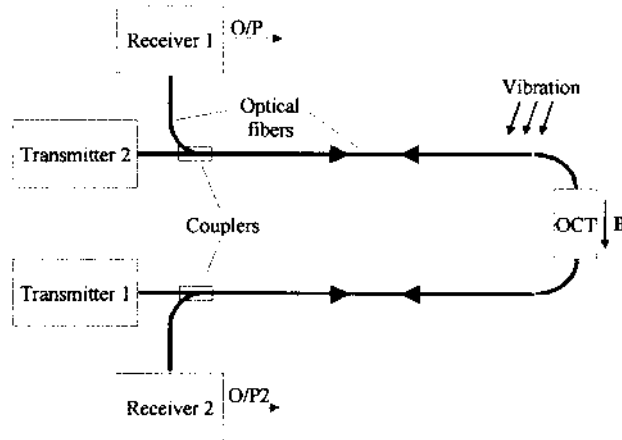 Receiver 1
O/P
Optical
fibers
Vibration
Transmitter 2
Couplers
OCT
B
Transmitter 1
Receiver 2
O/P2